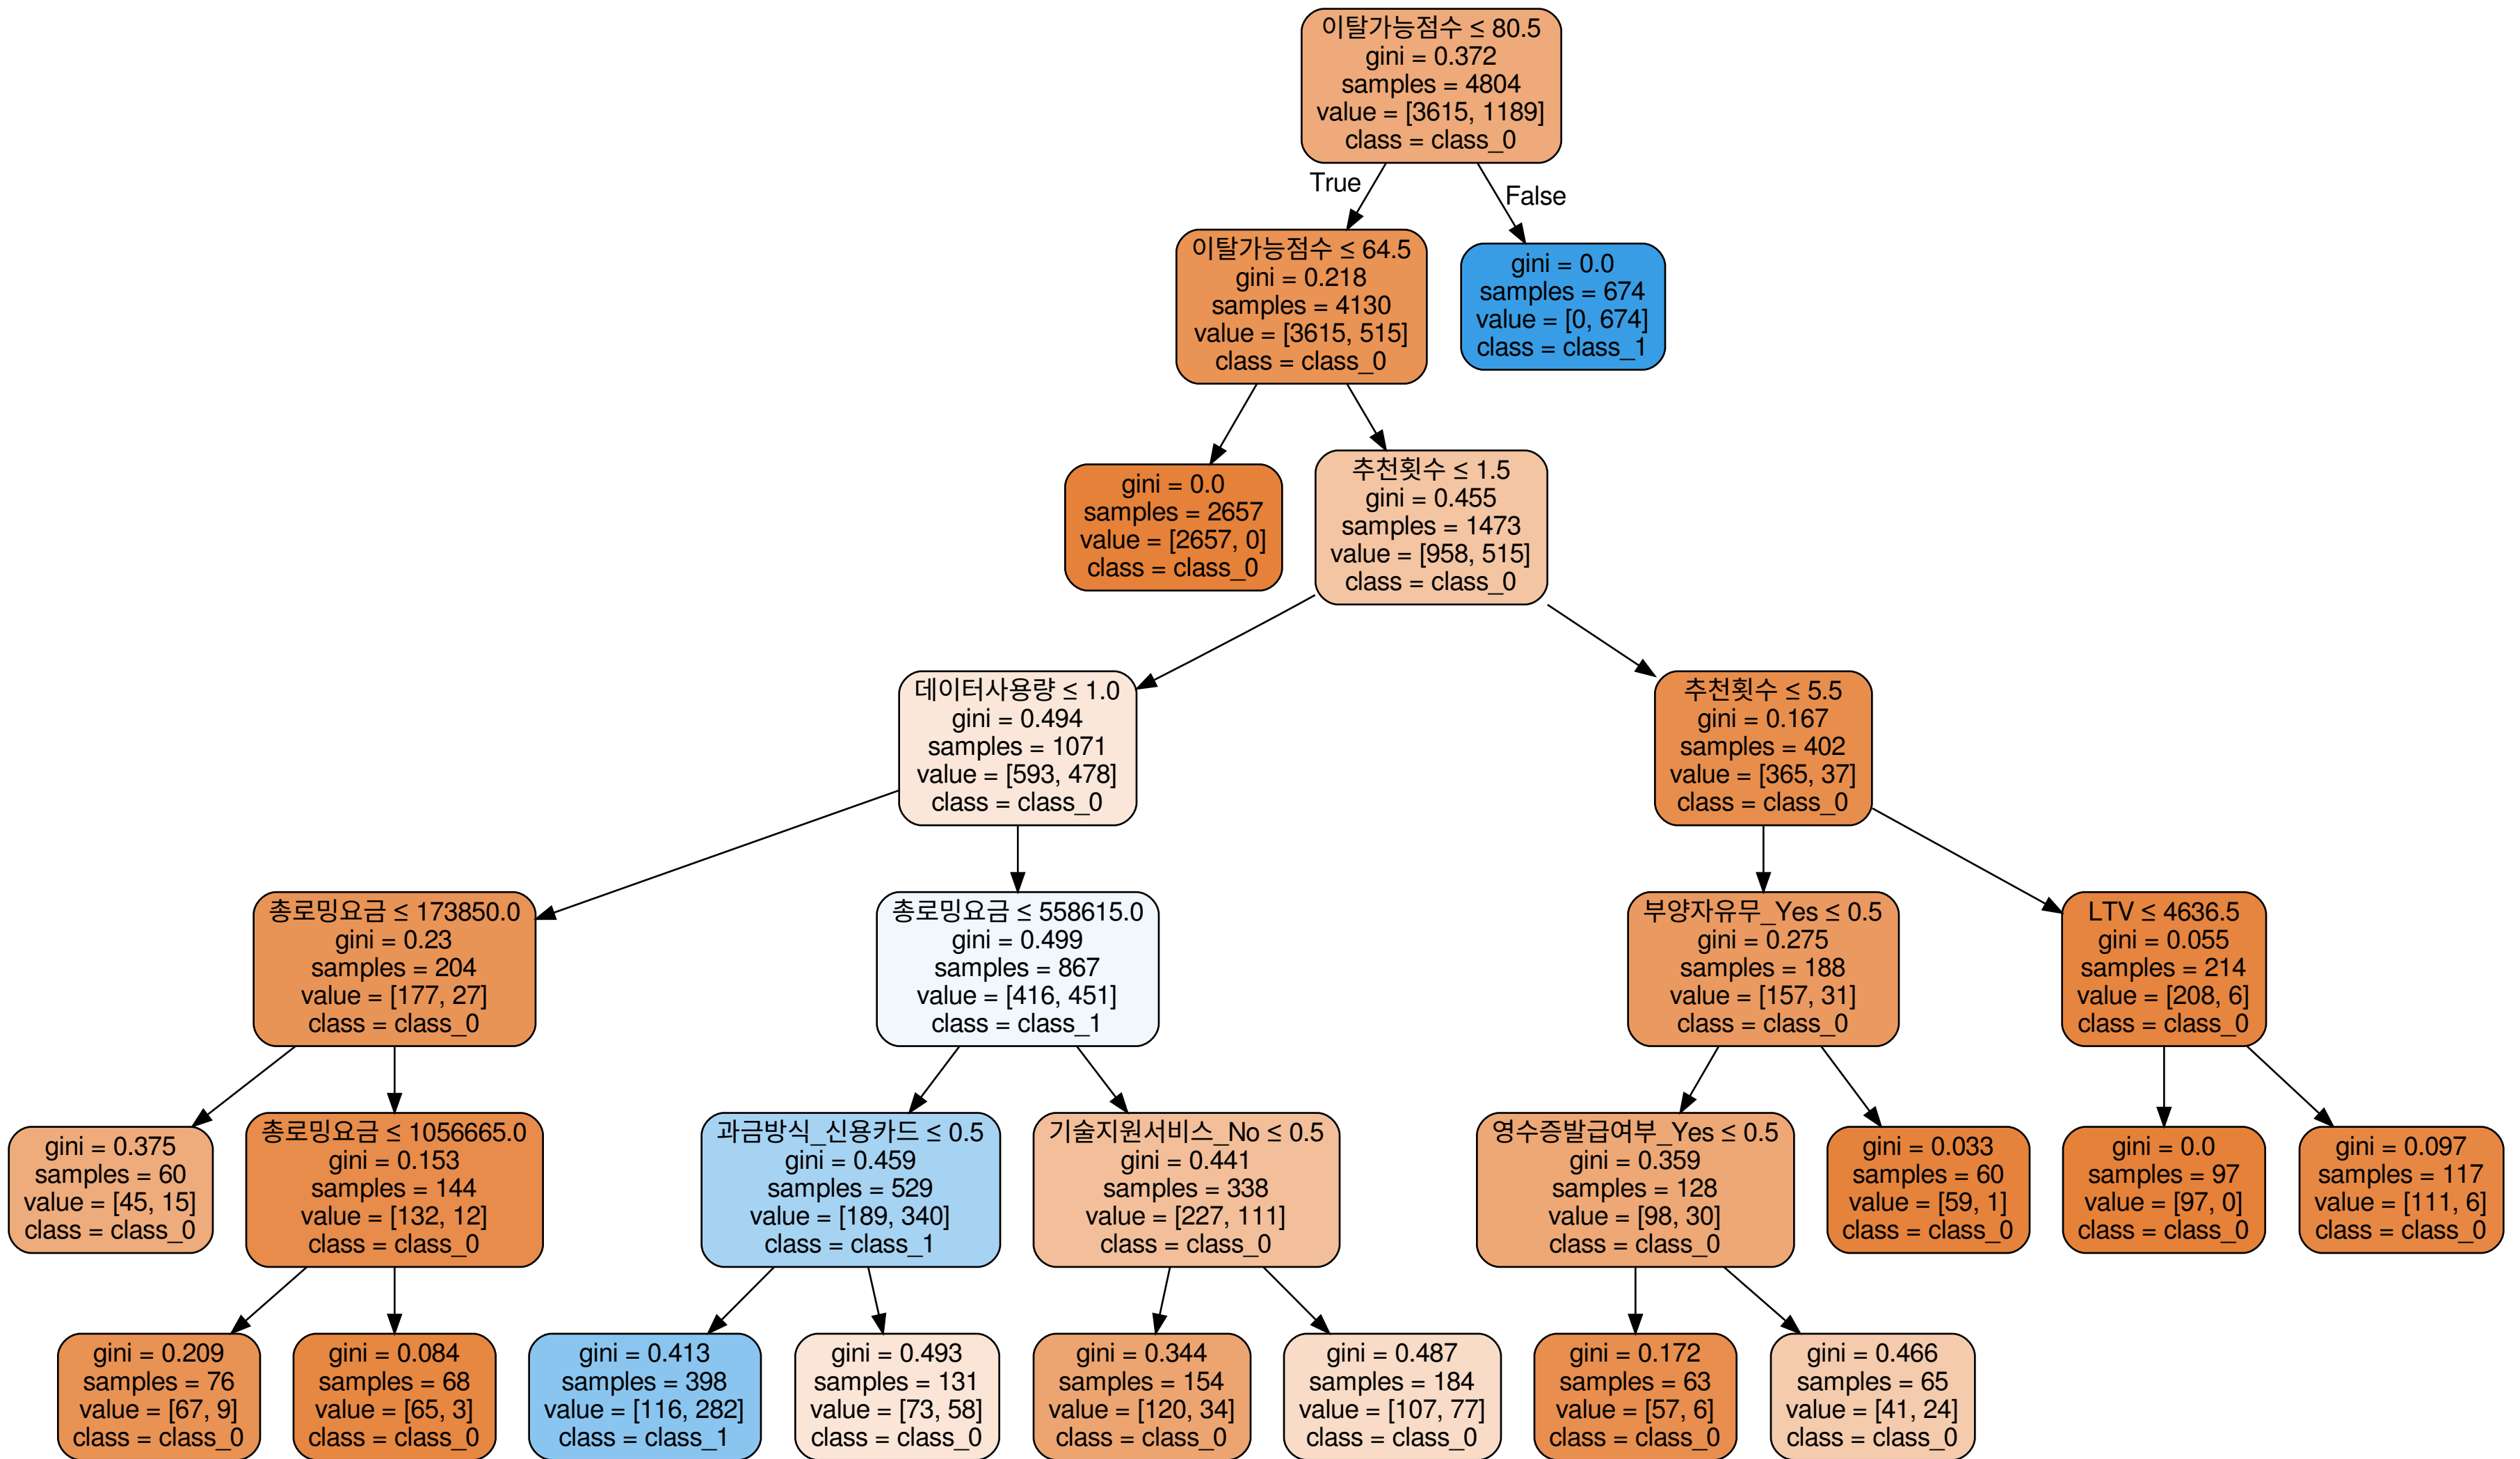 이탈가능점수 ≤ 80.5
gini = 0.372
samples = 4804
value = [3615, 1189]
class = class_0
True
False
이탈가능점수 ≤ 64.5
gini = 0.218
samples = 4130
value = [3615, 515]
class = class_0
gini = 0.0
samples = 674
value = [0, 674]
class = class_1
gini = 0.0
samples = 2657
value = [2657, 0]
class = class_0
추천횟수 ≤ 1.5
gini = 0.455
samples = 1473
value = [958, 515]
class = class_0
데이터사용량 ≤ 1.0
gini = 0.494
samples = 1071
value = [593, 478]
class = class_0
추천횟수 ≤ 5.5
gini = 0.167
samples = 402
value = [365, 37]
class = class_0
총로밍요금 ≤ 173850.0
gini = 0.23
samples = 204
value = [177, 27]
class = class_0
총로밍요금 ≤ 558615.0
gini = 0.499
samples = 867
value = [416, 451]
class = class_1
부양자유무_Yes ≤ 0.5
gini = 0.275
samples = 188
value = [157, 31]
class = class_0
LTV ≤ 4636.5
gini = 0.055
samples = 214
value = [208, 6]
class = class_0
gini = 0.375
samples = 60
value = [45, 15]
class = class_0
총로밍요금 ≤ 1056665.0
gini = 0.153
samples = 144
value = [132, 12]
class = class_0
과금방식_신용카드 ≤ 0.5
gini = 0.459
samples = 529
value = [189, 340]
class = class_1
기술지원서비스_No ≤ 0.5
gini = 0.441
samples = 338
value = [227, 111]
class = class_0
영수증발급여부_Yes ≤ 0.5
gini = 0.359
samples = 128
value = [98, 30]
class = class_0
gini = 0.033
samples = 60
value = [59, 1]
class = class_0
gini = 0.0
samples = 97
value = [97, 0]
class = class_0
gini = 0.097
samples = 117
value = [111, 6]
class = class_0
gini = 0.209
samples = 76
value = [67, 9]
class = class_0
gini = 0.084
samples = 68
value = [65, 3]
class = class_0
gini = 0.413
samples = 398
value = [116, 282]
class = class_1
gini = 0.493
samples = 131
value = [73, 58]
class = class_0
gini = 0.344
samples = 154
value = [120, 34]
class = class_0
gini = 0.487
samples = 184
value = [107, 77]
class = class_0
gini = 0.172
samples = 63
value = [57, 6]
class = class_0
gini = 0.466
samples = 65
value = [41, 24]
class = class_0